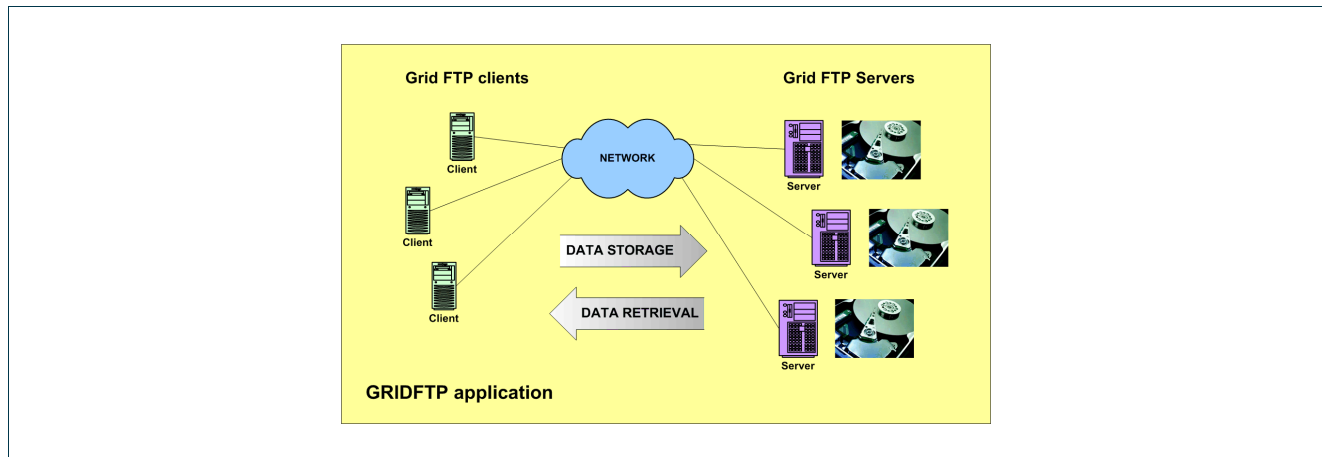 Grid FTP clients
Grid FTP Servers
Client
Client
Client
NETWORK
DATA STORAGE
DATA RETRIEVAL
Server
Server
Server
GRIDFTP application